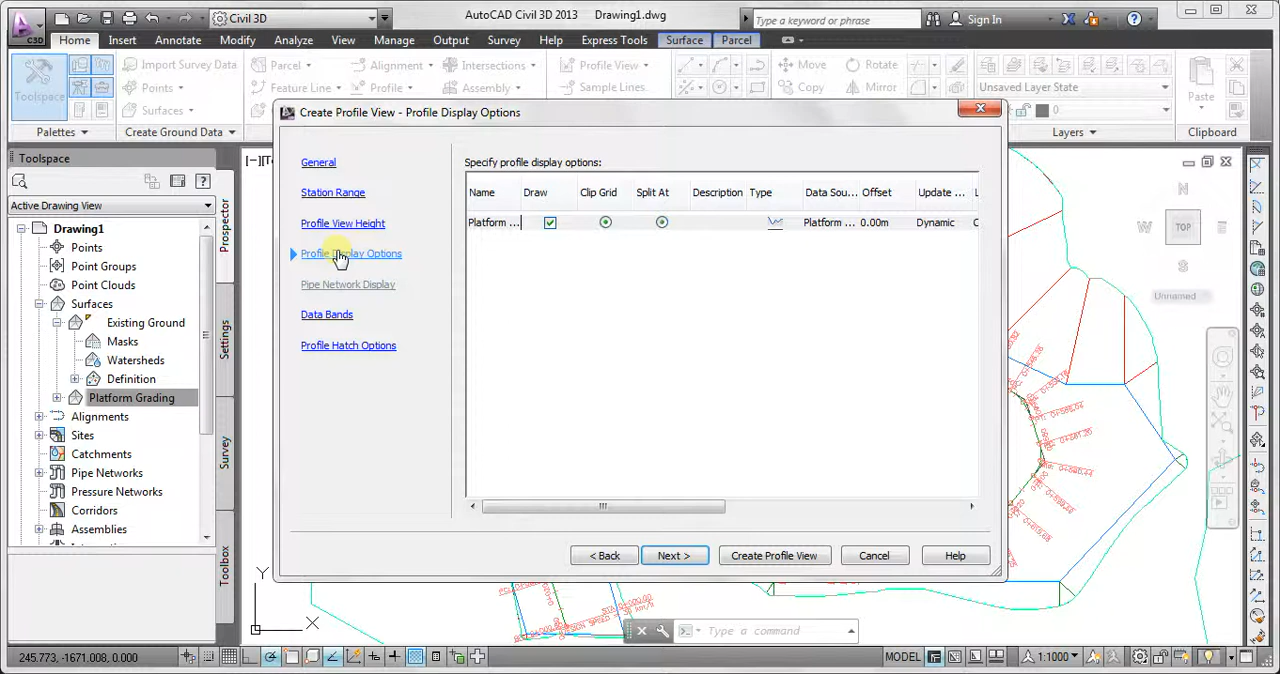 Civil 3D
AutoCAD Civil 3D 2013 Drawing1.dwg
Type a keyword or phrase
Sign In
C3D
Home Insert Annotate Modify Analyze View Manage Output Survey Help Express Tools Surface Parcel
Toolspace
Import Survey Data
Points
Surfaces
Parcel
Feature Line
Alignment
Profile
Intersections
Assembly
Profile View
Sample Lines
Move
Copy
Rotate
Mirror
Unsaved Layer State
0
Paste
Palettes
Create Ground Data
Layers
Clipboard
Toolspace
Active Drawing View
Drawing1
Points
Point Groups
Point Clouds
Surfaces
Existing Ground
Masks
Watersheds
Definition
Platform Grading
Alignments
Sites
Catchments
Pipe Networks
Pressure Networks
Corridors
Assemblies
Prospector
Settings
Survey
Toolbox
Create Profile View - Profile Display Options
General
Station Range
Profile View Height
Profile Display Options
Pipe Network Display
Data Bands
Profile Hatch Options
Specify profile display options:
Name Draw Clip Grid Split At Description Type Data Sou... Offset Update ...
Platform ... Platform ... 0.00m Dynamic
< Back Next > Create Profile View Cancel Help
N
W TOP E
S
Unnamed
Y
X
Type a command
245.773, -1671.008, 0.000
MODEL
1:1000